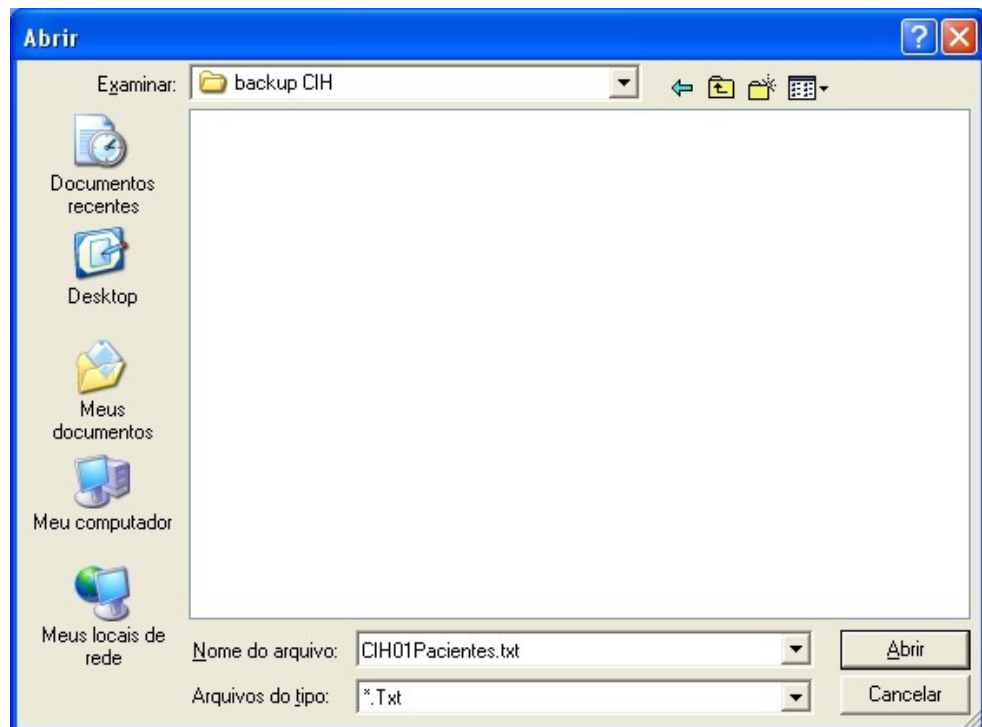 Abrir
Examinar:
backup CIH
Documentos
recentes
Desktop
Meus
documentos
Meu computador
Meus locais de
rede
Nome do arquivo:
CIH01Pacientes.txt
Abrir
Arquivos do tipo:
*.Txt
Cancelar